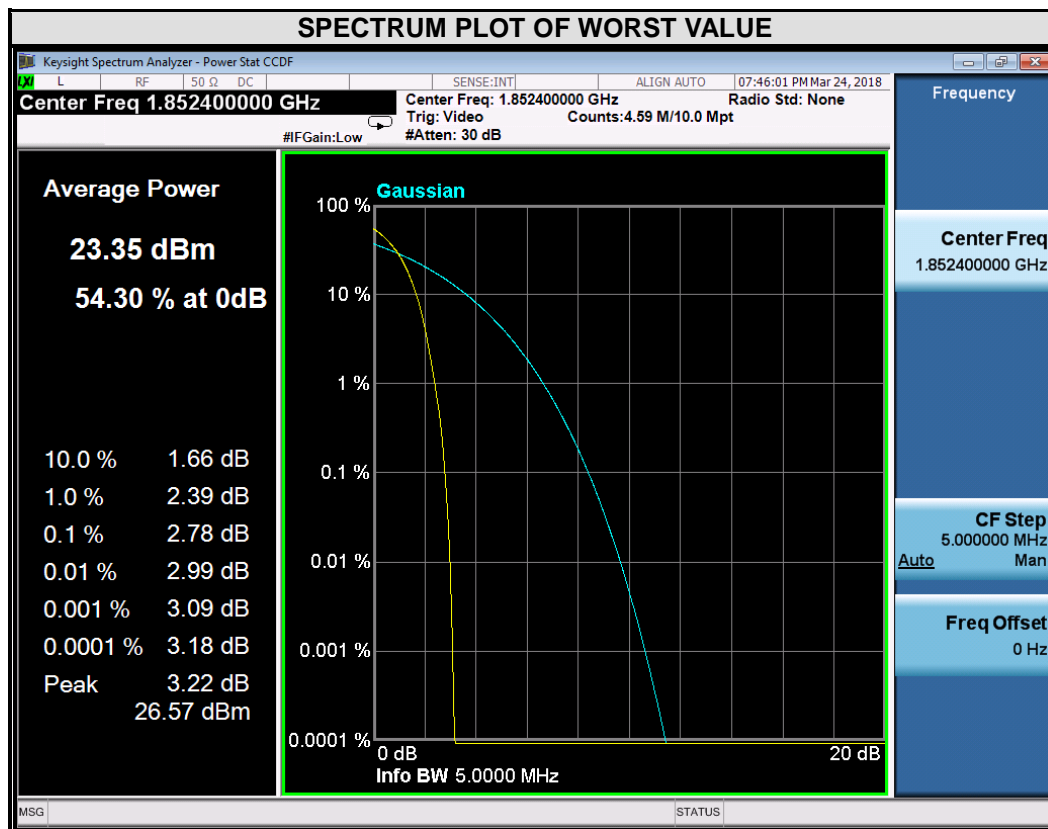 SPECTRUM PLOT OF WORST VALUE
Keysight Spectrum Analyzer - Power Stat CCDF
LXI L RF 50 Ω DC SENSE:INT ALIGN AUTO 07:46:01 PM Mar 24, 2018
Center Freq 1.852400000 GHz
#IFGain:Low
Center Freq: 1.852400000 GHz Radio Std: None
Trig: Video Counts:4.59 M/10.0 Mpt
#Atten: 30 dB
Average Power
23.35 dBm
54.30 % at 0dB
10.0 % 1.66 dB
1.0 % 2.39 dB
0.1 % 2.78 dB
0.01 % 2.99 dB
0.001 % 3.09 dB
0.0001 % 3.18 dB
Peak 3.22 dB
26.57 dBm
Gaussian
100 %
10 %
1 %
0.1 %
0.01 %
0.001 %
0.0001 %
0 dB 20 dB
Info BW 5.0000 MHz
Frequency
Center Freq
1.852400000 GHz
CF Step
5.000000 MHz
Auto Man
Freq Offset
0 Hz
MSG STATUS